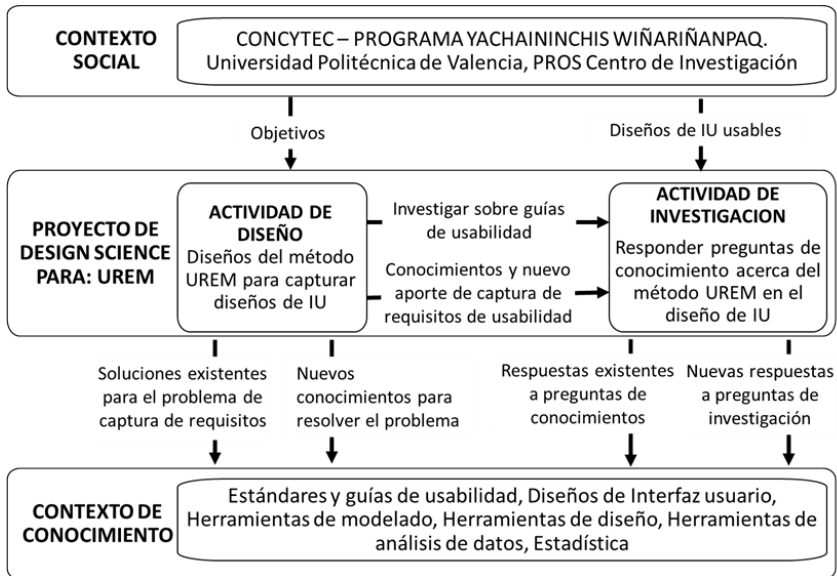 CONTEXTO
SOCIAL
CONCYTEC – PROGRAMA YACHAININCHIS WIÑARIÑANPAQ.
Universidad Politécnica de Valencia, PROS Centro de Investigación
Objetivos
Diseños de IU usables
PROYECTO DE
DESIGN SCIENCE
PARA: UREM
ACTIVIDAD DE
DISEÑO
Diseños del método
UREM para capturar
diseños de IU
Investigar sobre guías
de usabilidad
Conocimientos y nuevo
aporte de captura de
requisitos de usabilidad
ACTIVIDAD DE
INVESTIGACION
Responder preguntas de
conocimiento acerca del
método UREM en el
diseño de IU
Soluciones existentes
para el problema de
captura de requisitos
Nuevos
conocimientos para
resolver el problema
Respuestas existentes
a preguntas de
conocimientos
Nuevas respuestas
a preguntas de
investigación
CONTEXTO DE
CONOCIMIENTO
Estándares y guías de usabilidad, Diseños de Interfaz usuario,
Herramientas de modelado, Herramientas de diseño, Herramientas de
análisis de datos, Estadística